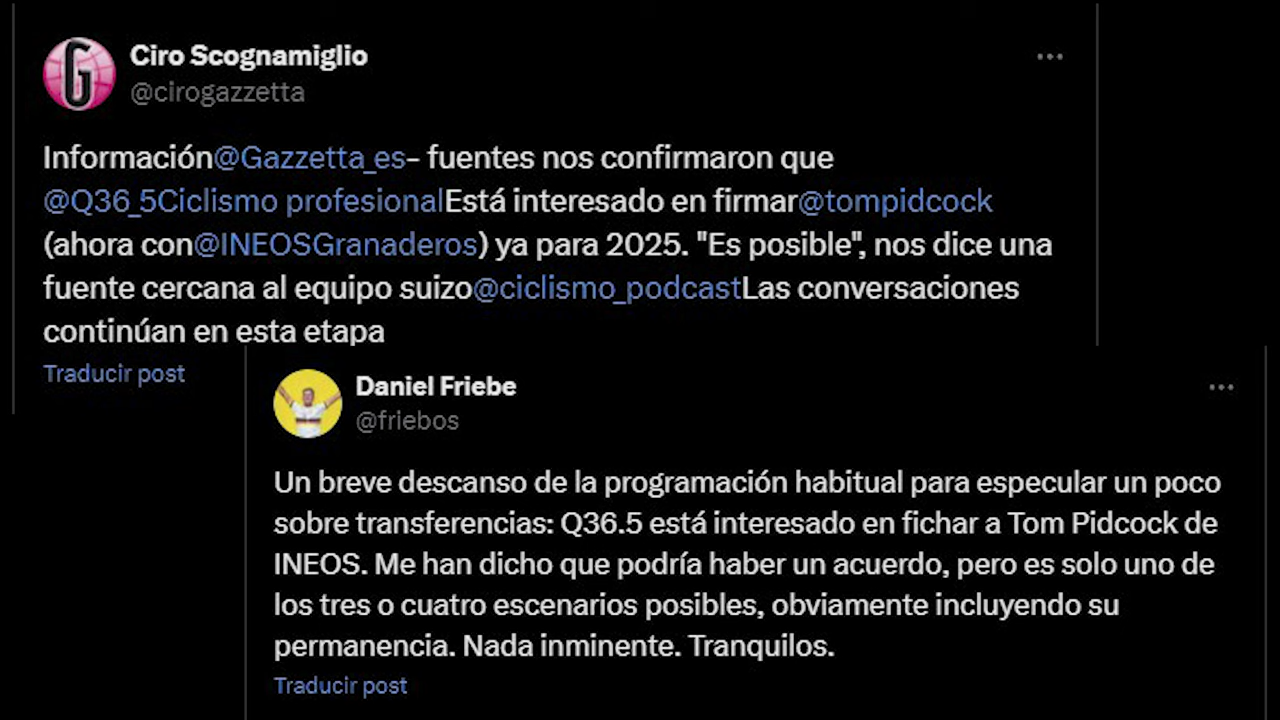 Ciro Scognamiglio
@cirogazzetta
Información@Gazzetta_es– fuentes nos confirmaron que
@Q36_5Ciclismo profesionalEstá interesado en firmar@tompidcock
(ahora con@INEOSGranaderos) ya para 2025. "Es posible", nos dice una
fuente cercana al equipo suizo@ciclismo_podcastLas conversaciones
continúan en esta etapa
Traducir post
Daniel Friebe
@friebos
Un breve descanso de la programación habitual para especular un poco
sobre transferencias: Q36.5 está interesado en fichar a Tom Pidcock de
INEOS. Me han dicho que podría haber un acuerdo, pero es solo uno de
los tres o cuatro escenarios posibles, obviamente incluyendo su
permanencia. Nada inminente. Tranquilos.
Traducir post